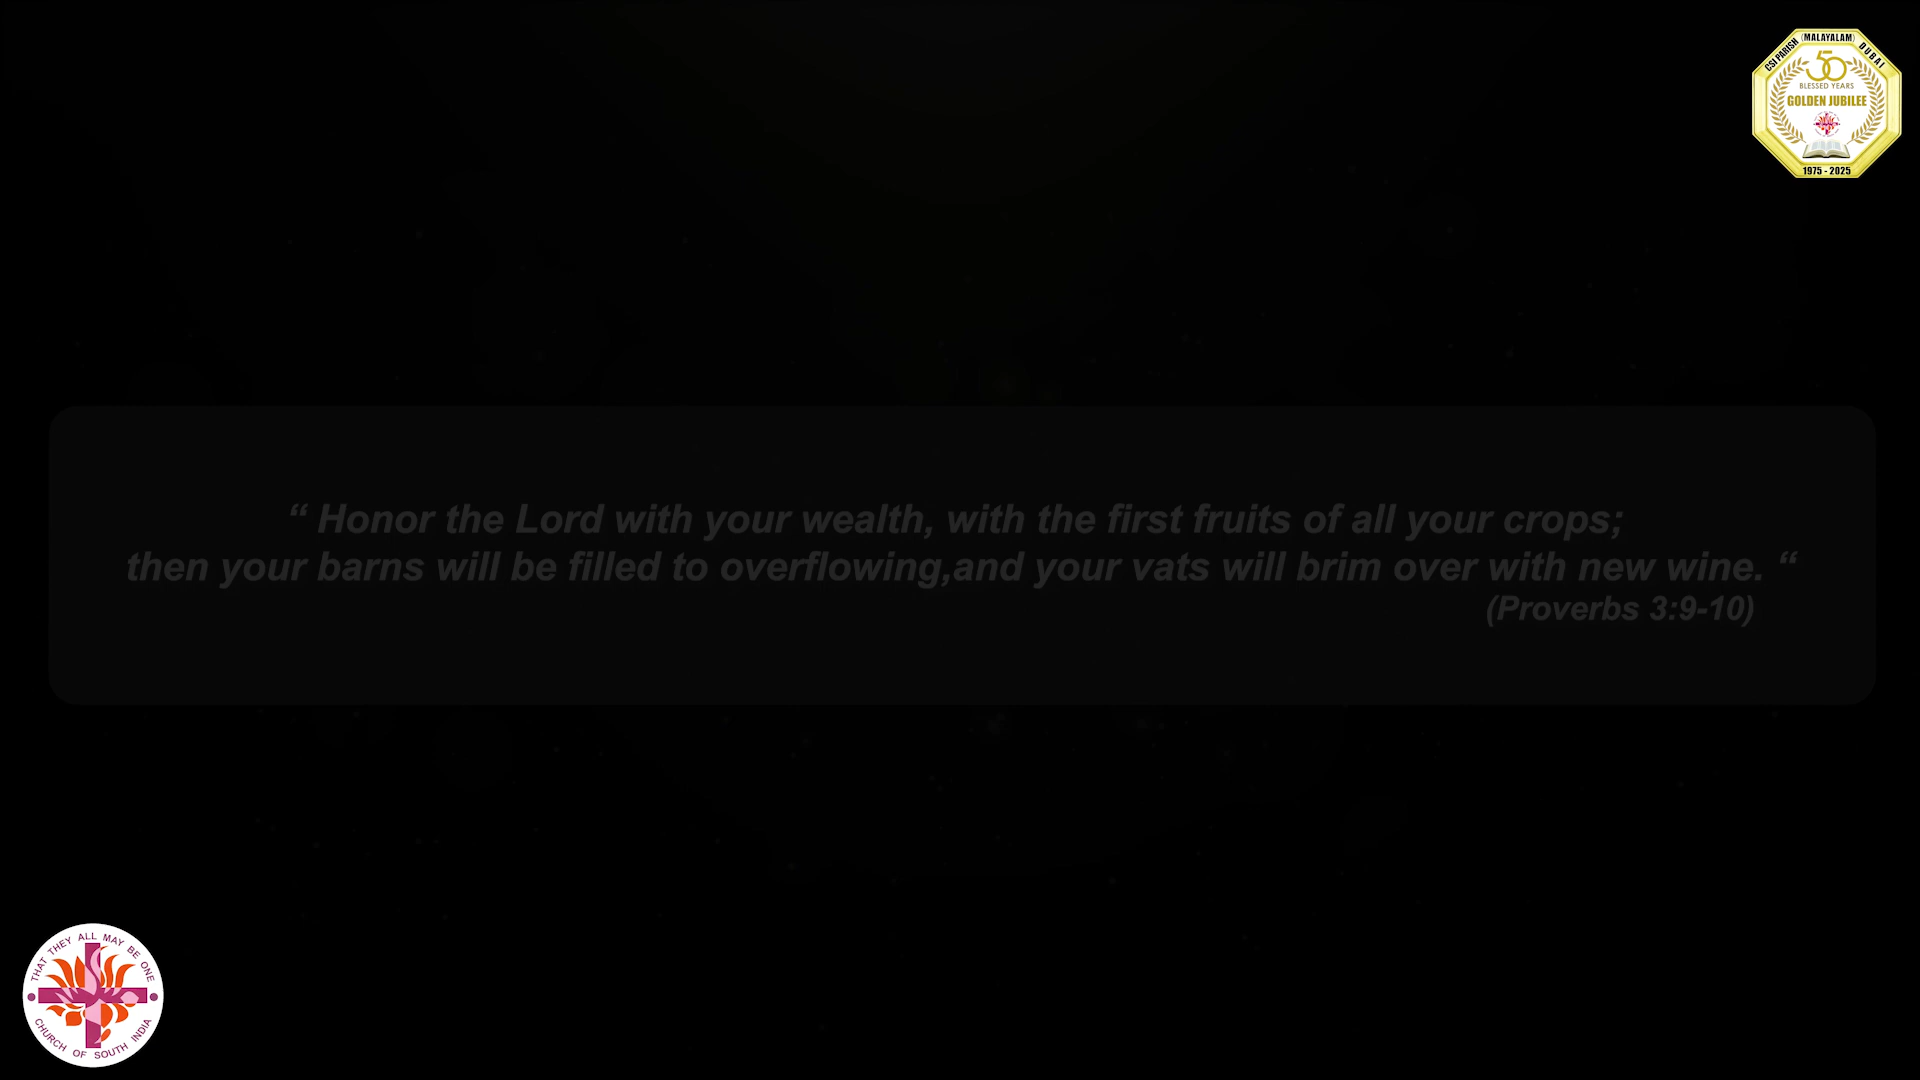 CSI PARISH (MALAYALAM) DUBAI
50
BLESSED YEARS
GOLDEN JUBILEE
1975 - 2025
“ Honor the Lord with your wealth, with the first fruits of all your crops;
then your barns will be filled to overflowing,and your vats will brim over with new wine. “
(Proverbs 3:9-10)
THAT THEY ALL MAY BE ONE
CHURCH OF SOUTH INDIA